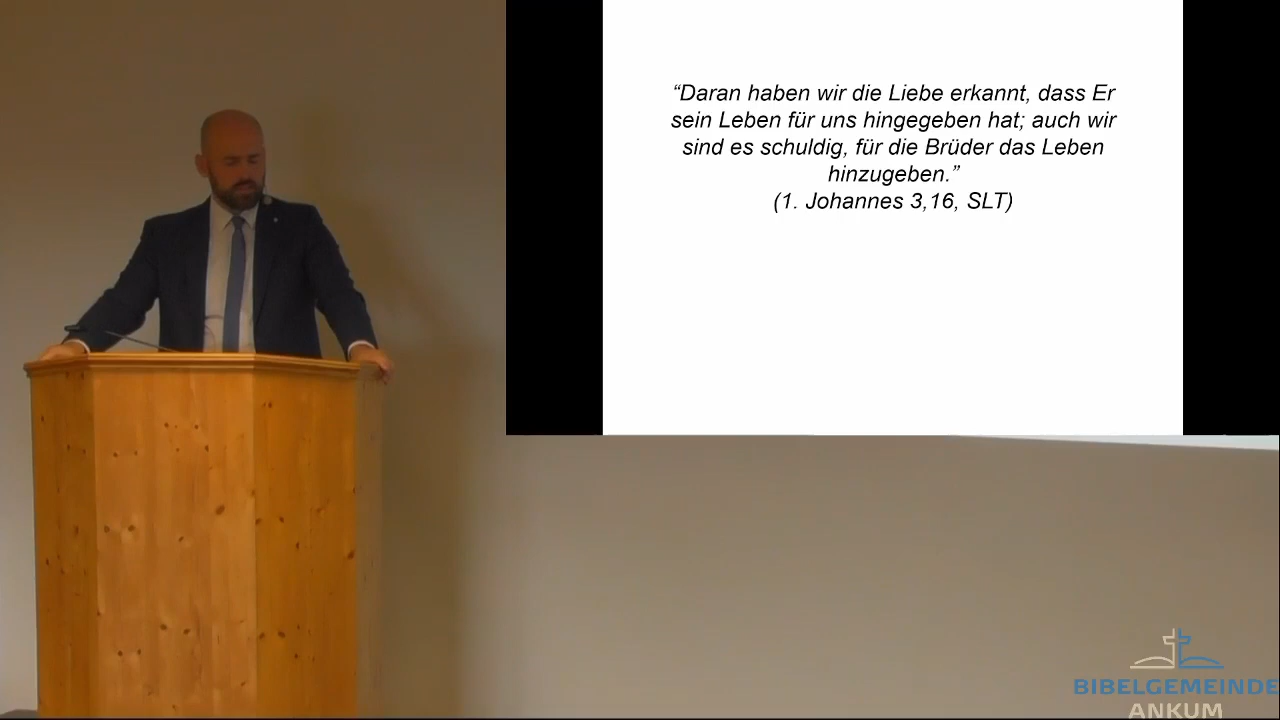 “Daran haben wir die Liebe erkannt, dass Er
sein Leben für uns hingegeben hat; auch wir
sind es schuldig, für die Brüder das Leben
hinzugeben.”
(1. Johannes 3,16, SLT)
BIBELGEMEINDE
ANKUM